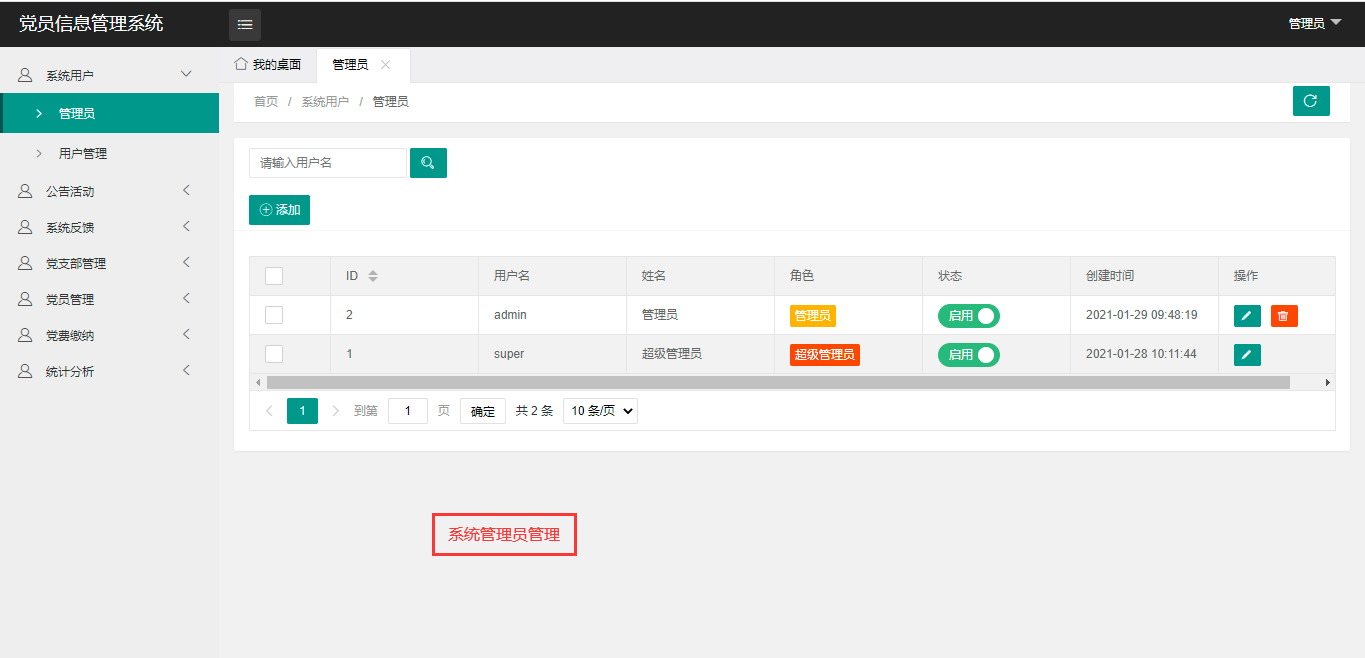 党员信息管理系统
管理员
系统用户
管理员
用户管理
公告活动
系统反馈
党支部管理
党员管理
党费缴纳
统计分析
我的桌面 管理员
首页 / 系统用户 / 管理员
请输入用户名
添加
ID 用户名 姓名 角色 状态 创建时间 操作
2 admin 管理员 管理员 启用 2021-01-29 09:48:19
1 super 超级管理员 超级管理员 启用 2021-01-28 10:11:44
1 到第 1 页 确定 共 2 条 10 条/页
系统管理员管理